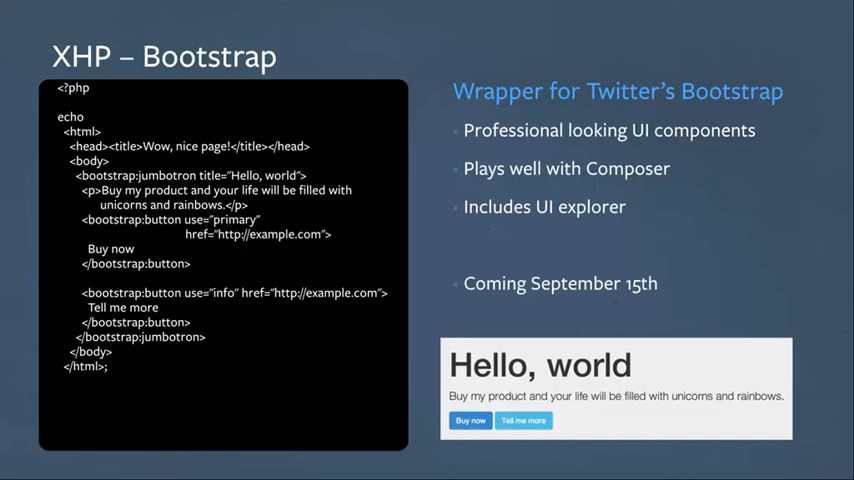 XHP – Bootstrap
<?php
echo
<html>
<head><title>Wow, nice page!</title></head>
<body>
<bootstrap:jumbotron title="Hello, world">
<p>Buy my product and your life will be filled with
unicorns and rainbows.</p>
<bootstrap:button use="primary"
href="http://example.com">
Buy now
</bootstrap:button>
<bootstrap:button use="info" href="http://example.com">
Tell me more
</bootstrap:button>
</bootstrap:jumbotron>
</body>
</html>;
Wrapper for Twitter's Bootstrap
• Professional looking UI components
• Plays well with Composer
• Includes UI explorer
• Coming September 15th
Hello, world
Buy my product and your life will be filled with unicorns and rainbows.
Buy now Tell me more